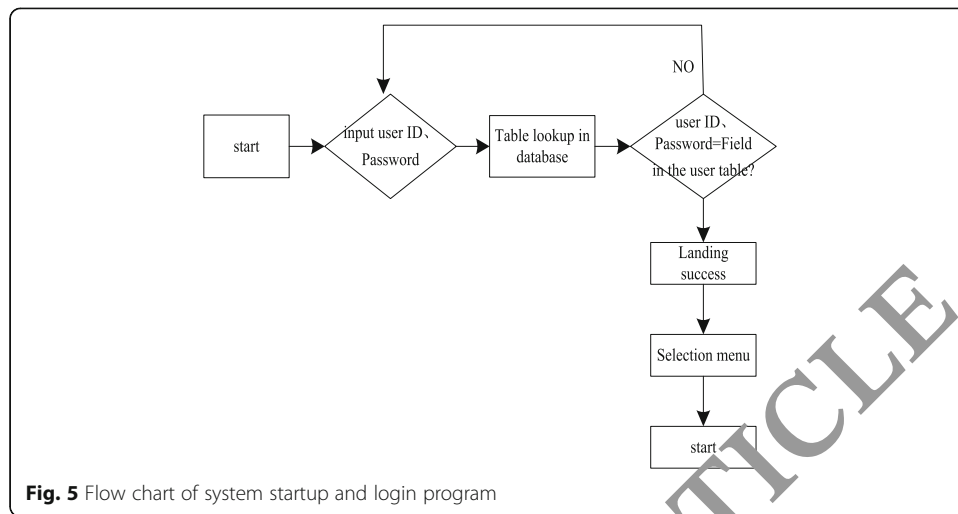 NO
start
input user ID、
Password
Table lookup in
database
user ID、
Password=Field
in the user table?
Landing
success
Selection menu
start
TICLE
Fig. 5 Flow chart of system startup and login program